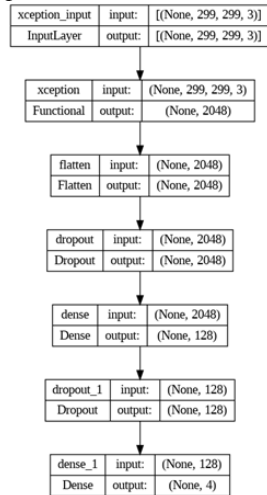 xception_input input: [(None, 299, 299, 3)]
InputLayer output: [(None, 299, 299, 3)]
xception input: (None, 299, 299, 3)
Functional output: (None, 2048)
flatten input: (None, 2048)
Flatten output: (None, 2048)
dropout input: (None, 2048)
Dropout output: (None, 2048)
dense input: (None, 2048)
Dense output: (None, 128)
dropout_1 input: (None, 128)
Dropout output: (None, 128)
dense_1 input: (None, 128)
Dense output: (None, 4)